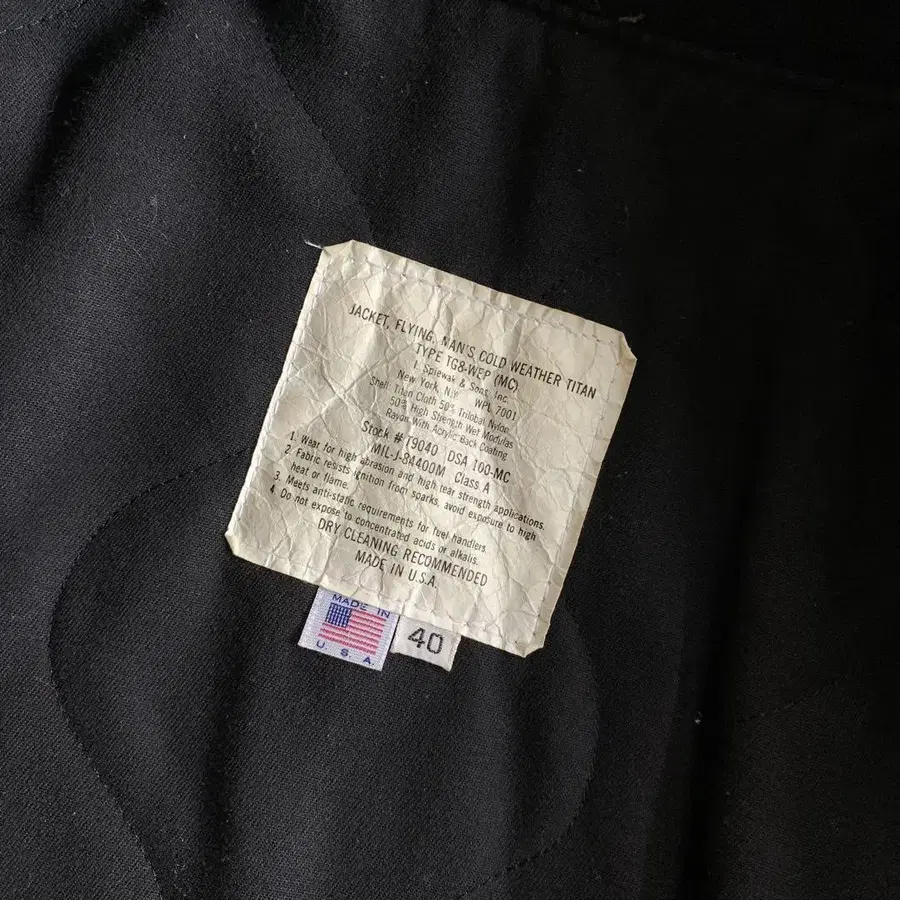 JACKET, FLYING, MAN'S, COLD WEATHER TITAN
TYPE TG8-WEP (MC)
I. Spiewak & Sons, Inc.
New York, N.Y. WPL 7001
Shell Titan Cloth 50% Trilobal Nylon
50% High Strength Wet Modulas
Rayon With Acrylic Back Coating
Stock # T9040 DSA 100-MC
MIL-J-84400M Class A
1. Wear for high abrasion and high tear strength applications.
2. Fabric resists ignition from sparks, avoid exposure to high
heat or flame.
3. Meets anti-static requirements for fuel handlers.
4. Do not expose to concentrated acids or alkalis.
DRY CLEANING RECOMMENDED
MADE IN U.S.A.
MADE IN
U. S. A.
40